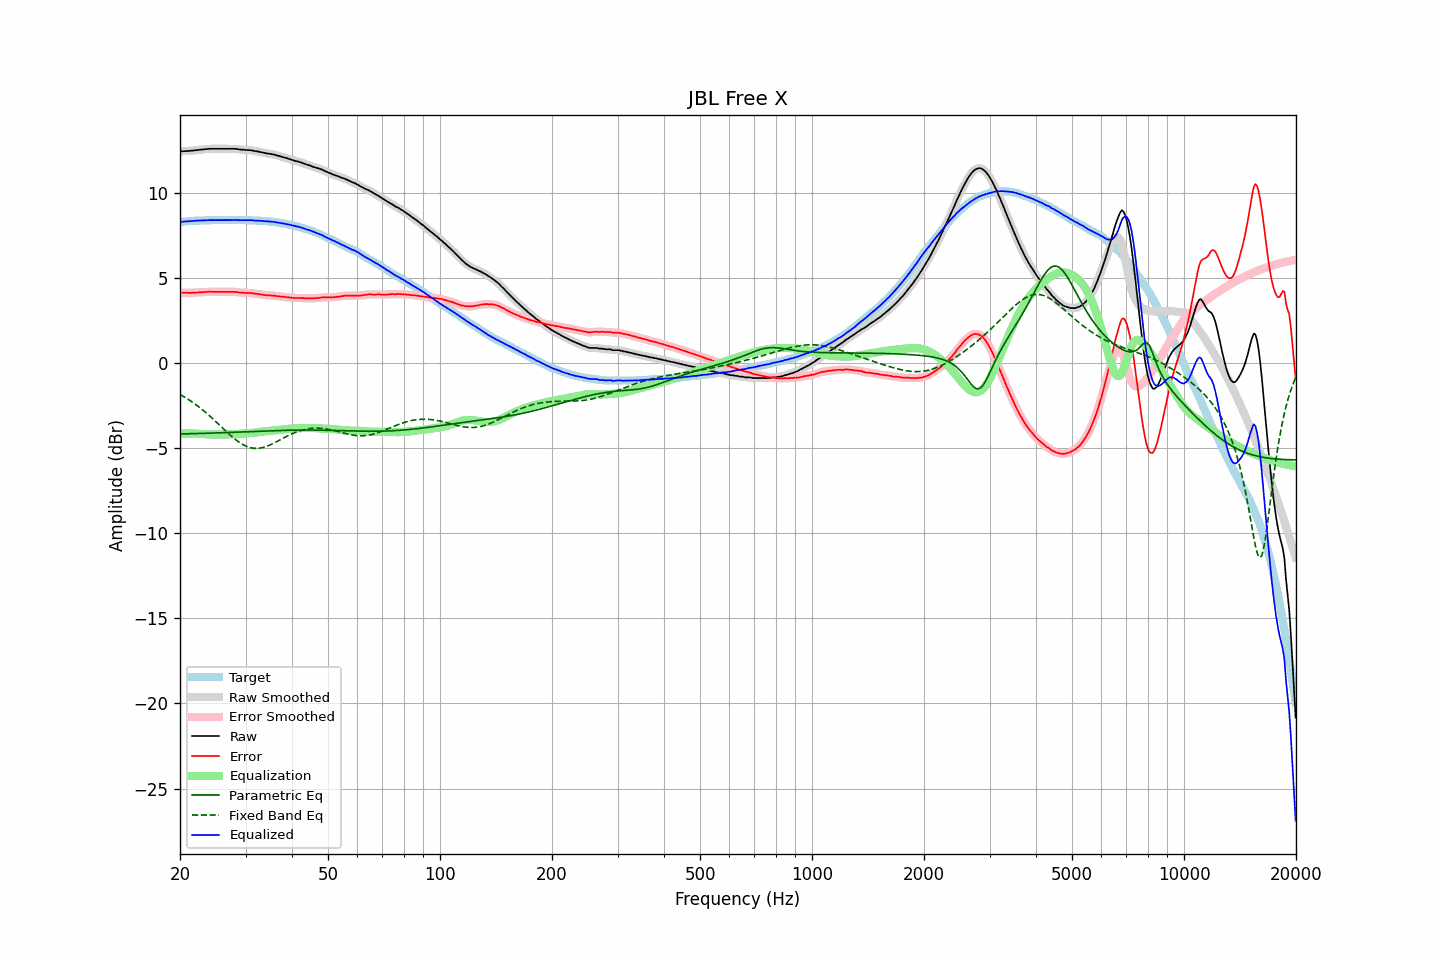 JBL Free X
Amplitude (dBr)
10
5
0
−5
−10
−15
−20
−25
Target
Raw Smoothed
Error Smoothed
Raw
Error
Equalization
Parametric Eq
Fixed Band Eq
Equalized
20 50 100 200 500 1000 2000 5000 10000 20000
Frequency (Hz)